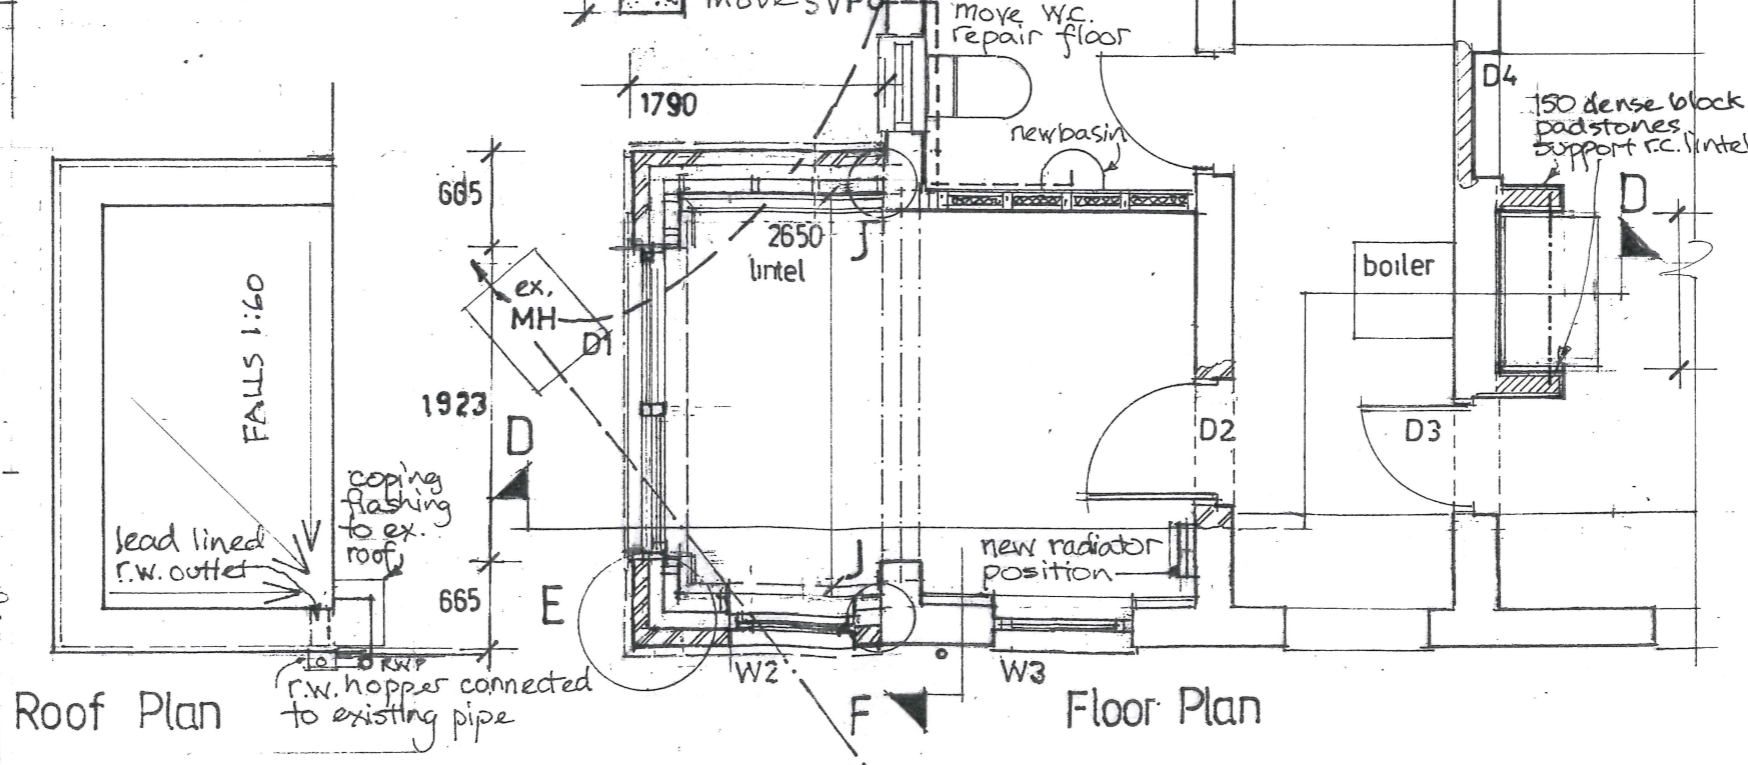 move SVP
move w.c.
repair floor
D4
1790
150 dense block
padstones
support r.c. lintel
new basin
665
D
2650
lintel
J
boiler
ex.
MH
D1
FALLS 1:60
1923
D
D2
D3
coping
flashing
to ex.
roof
lead lined
r.w. outlet
new radiator
position
J
E
665
RWP
W2
W3
r.w. hopper connected
to existing pipe
F
Roof Plan
Floor Plan